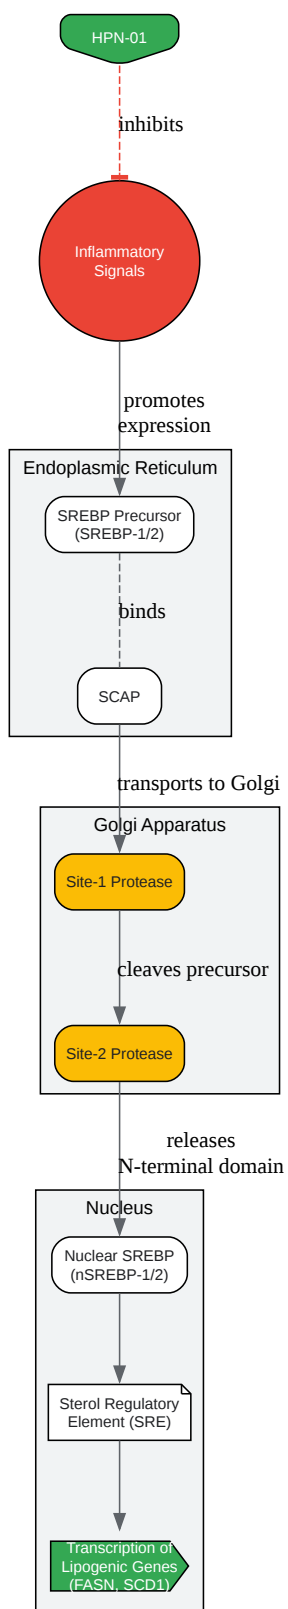 HPN-01
inhibits
Inflammatory
Signals
promotes
expression
Endoplasmic Reticulum
SREBP Precursor
(SREBP-1/2)
binds
SCAP
transports to Golgi
Golgi Apparatus
Site-1 Protease
cleaves precursor
Site-2 Protease
releases
N-terminal domain
Nucleus
Nuclear SREBP
(nSREBP-1/2)
Sterol Regulatory
Element (SRE)
Transcription of
Lipogenic Genes
(FASN, SCD1)